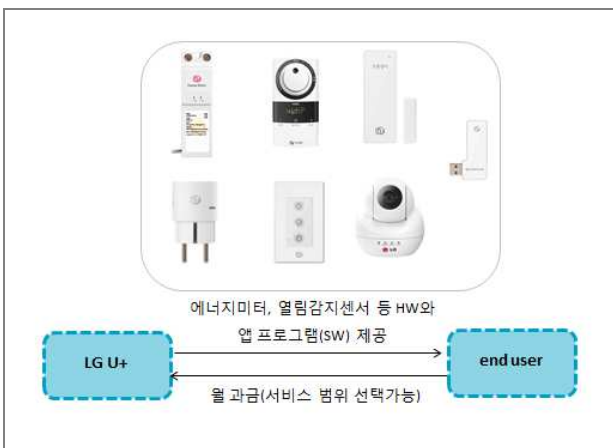 에너지미터, 열림감지센서 등 HW와
앱 프로그램(SW) 제공
LG U+
end user
월 과금(서비스 범위 선택가능)